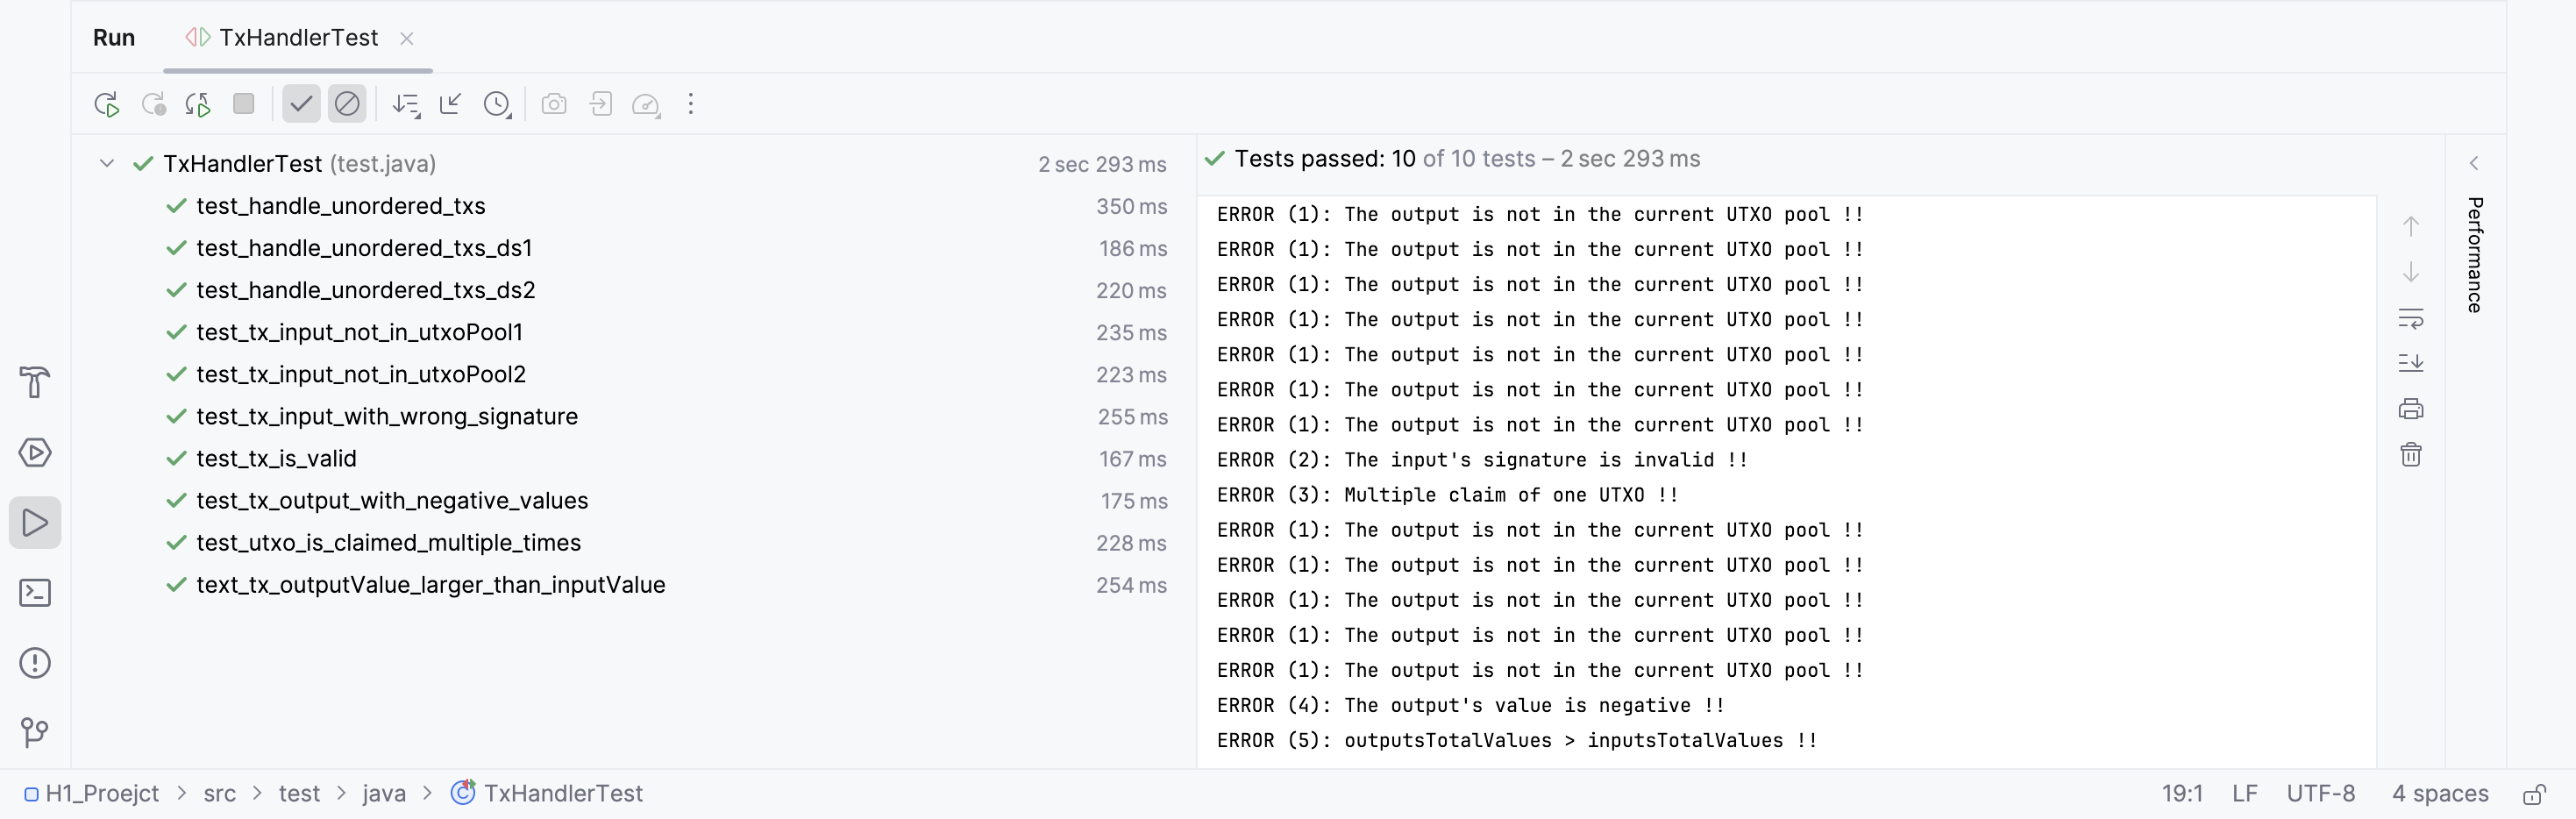 Run TxHandlerTest
TxHandlerTest (test.java) 2 sec 293 ms
test_handle_unordered_txs 350 ms
test_handle_unordered_txs_ds1 186 ms
test_handle_unordered_txs_ds2 220 ms
test_tx_input_not_in_utxoPool1 235 ms
test_tx_input_not_in_utxoPool2 223 ms
test_tx_input_with_wrong_signature 255 ms
test_tx_is_valid 167 ms
test_tx_output_with_negative_values 175 ms
test_utxo_is_claimed_multiple_times 228 ms
text_tx_outputValue_larger_than_inputValue 254 ms
Tests passed: 10 of 10 tests – 2 sec 293 ms
ERROR (1): The output is not in the current UTXO pool !!
ERROR (1): The output is not in the current UTXO pool !!
ERROR (1): The output is not in the current UTXO pool !!
ERROR (1): The output is not in the current UTXO pool !!
ERROR (1): The output is not in the current UTXO pool !!
ERROR (1): The output is not in the current UTXO pool !!
ERROR (1): The output is not in the current UTXO pool !!
ERROR (2): The input's signature is invalid !!
ERROR (3): Multiple claim of one UTXO !!
ERROR (1): The output is not in the current UTXO pool !!
ERROR (1): The output is not in the current UTXO pool !!
ERROR (1): The output is not in the current UTXO pool !!
ERROR (1): The output is not in the current UTXO pool !!
ERROR (1): The output is not in the current UTXO pool !!
ERROR (4): The output's value is negative !!
ERROR (5): outputsTotalValues > inputsTotalValues !!
Performance
H1_Proejct > src > test > java > TxHandlerTest 19:1 LF UTF-8 4 spaces